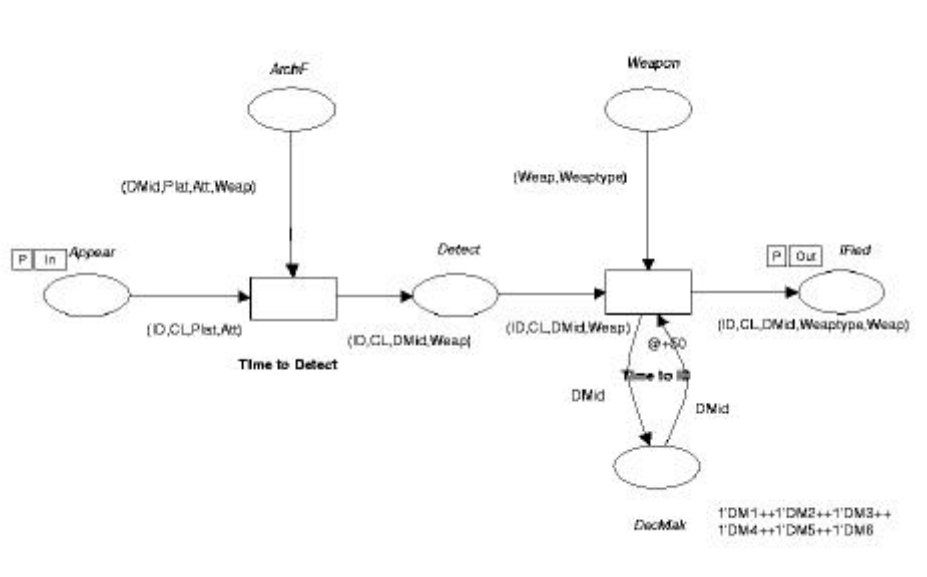 ArchF
Weapon
(DMid,Plat,Att,Weap)
(Weap,Weaptype)
P In Appear
Detect
P Out IFied
(ID,CL,Plat,Att)
(ID,CL,DMid,Weap)
(ID,CL,DMid,Weap)
(ID,CL,DMid,Weaptype,Weap)
@+50
Time to Detect
Time to ID
DMid
DMid
DecMak
1'DM1++1'DM2++1'DM3++
1'DM4++1'DM5++1'DM6